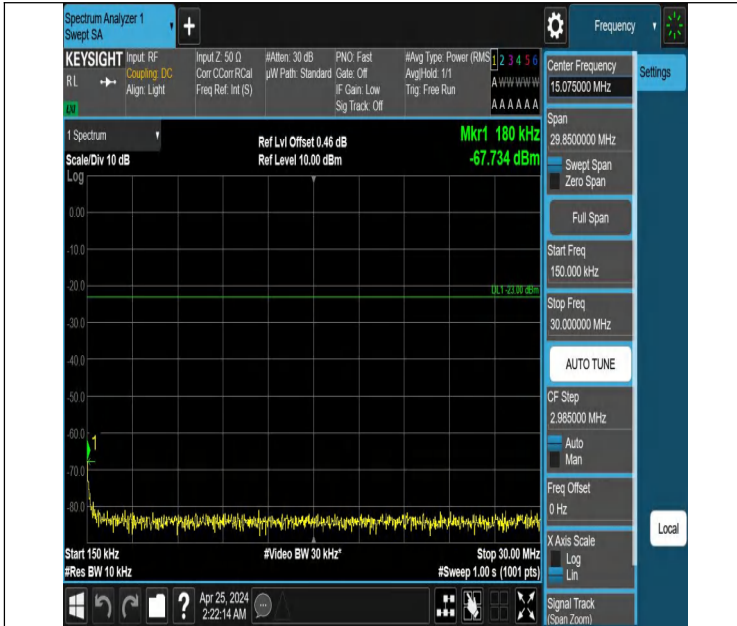 Spectrum Analyzer 1
Swept SA
+
Frequency
KEYSIGHT
RL
Input: RF
Coupling: DC
Align: Light
Input Z: 50 Ω
Corr CCorr RCal
Freq Ref: Int (S)
#Atten: 30 dB
µW Path: Standard
PNO: Fast
Gate: Off
IF Gain: Low
Sig Track: Off
#Avg Type: Power (RMS
Avg|Hold: 1/1
Trig: Free Run
1 2 3 4 5 6
A W W W W W
A A A A A A
1 Spectrum
Scale/Div 10 dB
Ref Lvl Offset 0.46 dB
Ref Level 10.00 dBm
Mkr1 180 kHz
-67.734 dBm
Log
0.00
-10.0
-20.0
-30.0
-40.0
-50.0
-60.0
-70.0
-80.0
DL1 -23.00 dBm
1
Start 150 kHz
#Video BW 30 kHz*
Stop 30.00 MHz
#Res BW 10 kHz
#Sweep 1.00 s (1001 pts)
Apr 25, 2024
2:22:14 AM
?
Center Frequency
15.075000 MHz
Settings
Span
29.8500000 MHz
Swept Span
Zero Span
Full Span
Start Freq
150.000 kHz
Stop Freq
30.000000 MHz
AUTO TUNE
CF Step
2.985000 MHz
Auto
Man
Freq Offset
0 Hz
X Axis Scale
Log
Lin
Local
Signal Track
(Span Zoom)